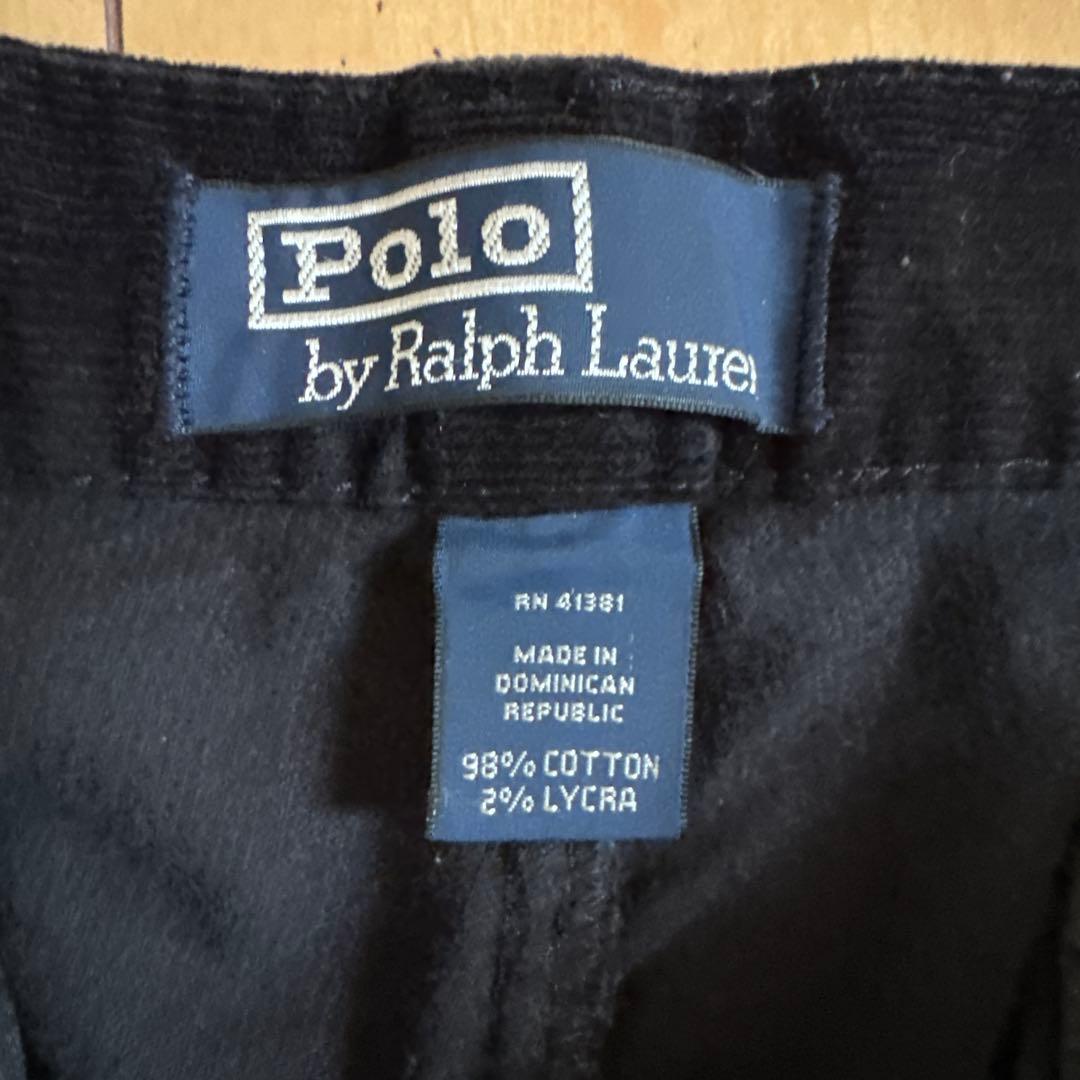 Polo
by Ralph Lauren
RN 41381
MADE IN
DOMINICAN
REPUBLIC
98% COTTON
2% LYCRA